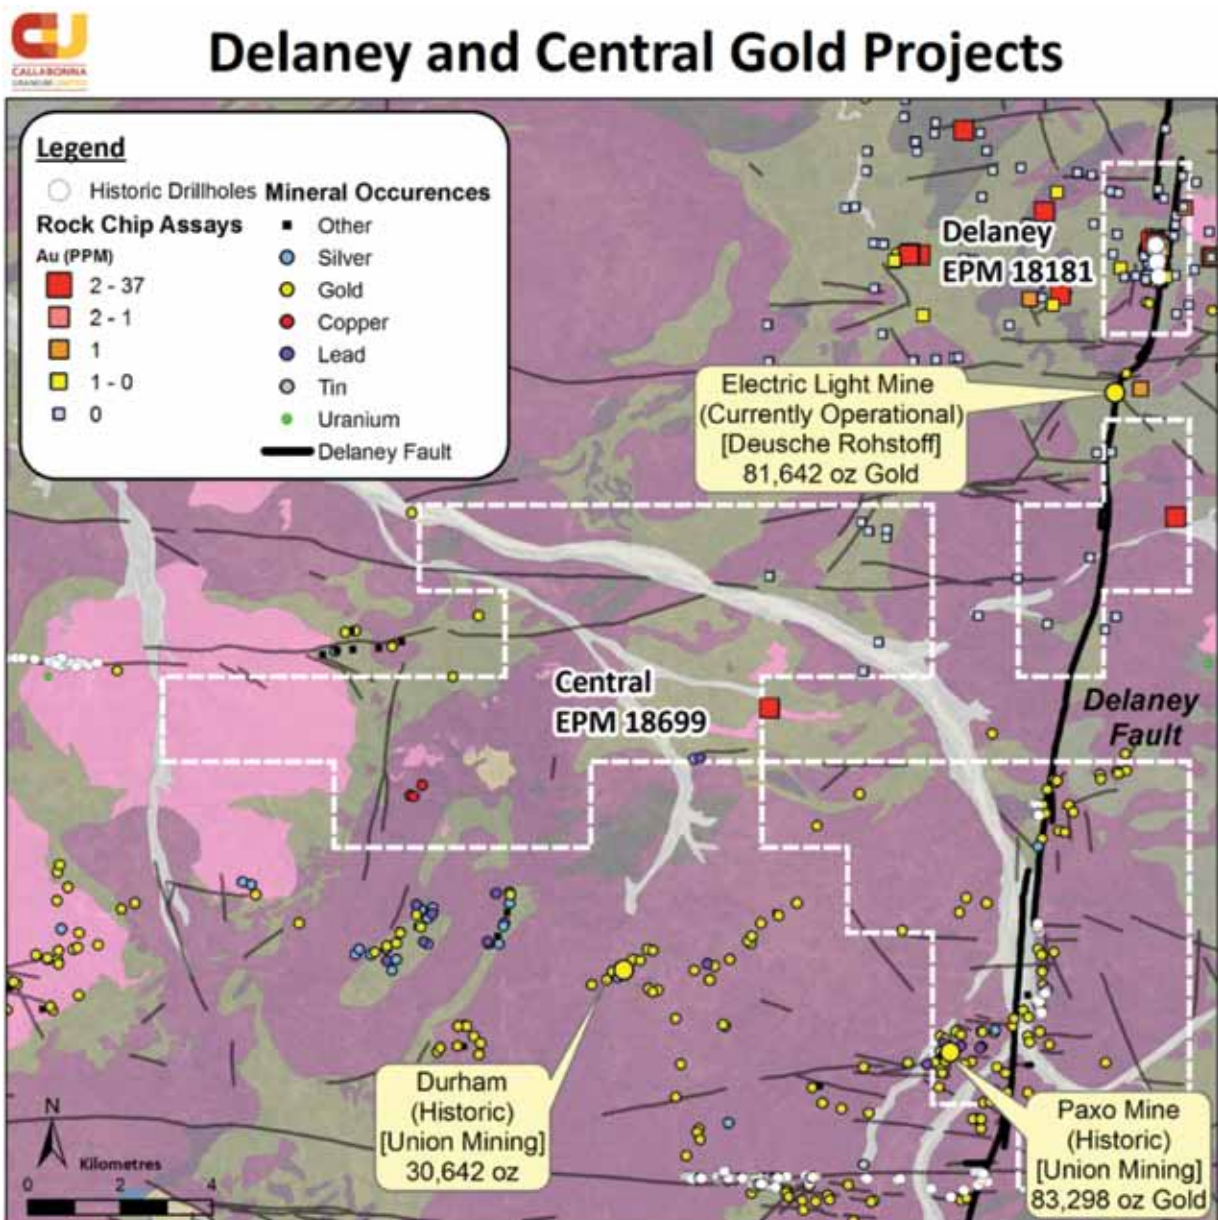 CALLABONNA
URANIUM LIMITED
Delaney and Central Gold Projects
Legend
Historic Drillholes
Rock Chip Assays
Au (PPM)
2 - 37
2 - 1
1
1 - 0
0
Mineral Occurences
Other
Silver
Gold
Copper
Lead
Tin
Uranium
Delaney Fault
Delaney
EPM 18181
Electric Light Mine
(Currently Operational)
[Deusche Rohstoff]
81,642 oz Gold
Central
EPM 18699
Delaney
Fault
Durham
(Historic)
[Union Mining]
30,642 oz
Paxo Mine
(Historic)
[Union Mining]
83,298 oz Gold
N
Kilometres
0 2 4